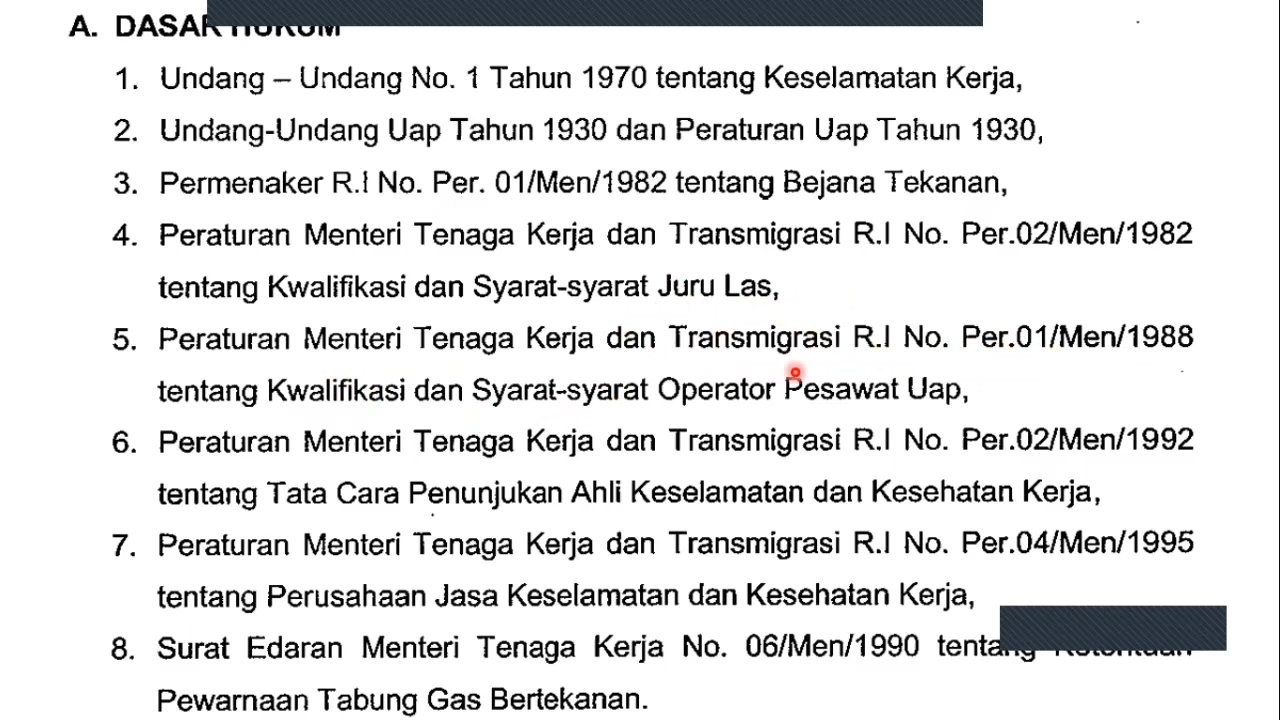 A. DASAR HUKUM
1. Undang – Undang No. 1 Tahun 1970 tentang Keselamatan Kerja,
2. Undang-Undang Uap Tahun 1930 dan Peraturan Uap Tahun 1930,
3. Permenaker R.I No. Per. 01/Men/1982 tentang Bejana Tekanan,
4. Peraturan Menteri Tenaga Kerja dan Transmigrasi R.I No. Per.02/Men/1982
tentang Kwalifikasi dan Syarat-syarat Juru Las,
5. Peraturan Menteri Tenaga Kerja dan Transmigrasi R.I No. Per.01/Men/1988
tentang Kwalifikasi dan Syarat-syarat Operator Pesawat Uap,
6. Peraturan Menteri Tenaga Kerja dan Transmigrasi R.I No. Per.02/Men/1992
tentang Tata Cara Penunjukan Ahli Keselamatan dan Kesehatan Kerja,
7. Peraturan Menteri Tenaga Kerja dan Transmigrasi R.I No. Per.04/Men/1995
tentang Perusahaan Jasa Keselamatan dan Kesehatan Kerja,
8. Surat Edaran Menteri Tenaga Kerja No. 06/Men/1990 tentang
Pewarnaan Tabung Gas Bertekanan.